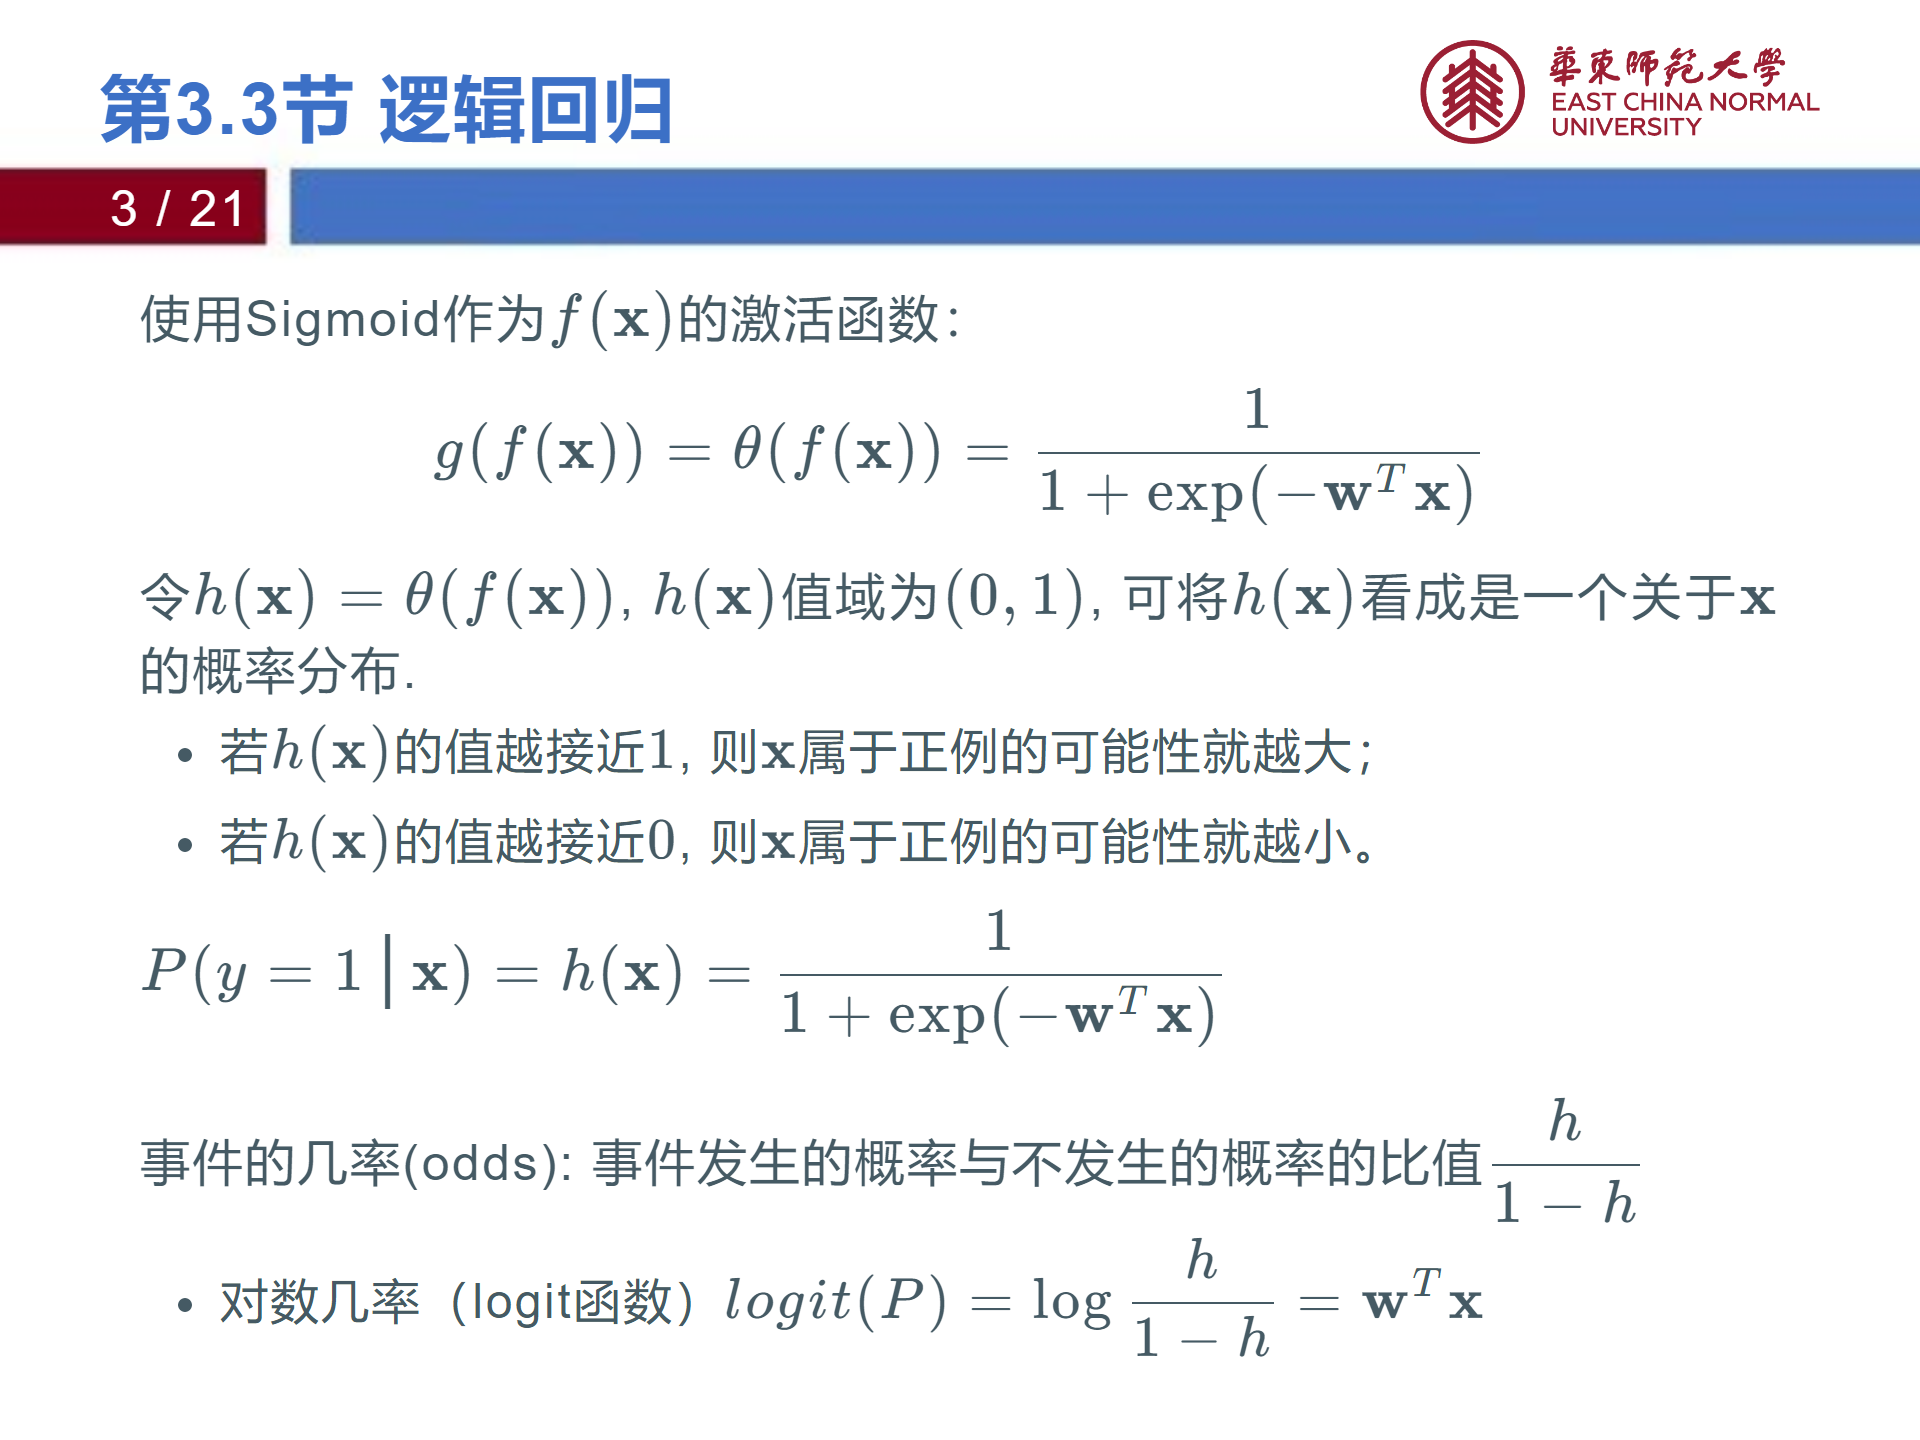 第3.3节 逻辑回归
華東師範大學
EAST CHINA NORMAL
UNIVERSITY
3 / 21
使用Sigmoid作为f(x)的激活函数：
g(f(x)) = θ(f(x)) = \frac{1}{1 + exp(−w^T x)}
令h(x) = θ(f(x)), h(x)值域为(0, 1), 可将h(x)看成是一个关于x
的概率分布.
• 若h(x)的值越接近1, 则x属于正例的可能性就越大；
• 若h(x)的值越接近0, 则x属于正例的可能性就越小。
P(y = 1 | x) = h(x) = \frac{1}{1 + exp(−w^T x)}
事件的几率(odds): 事件发生的概率与不发生的概率的比值\frac{h}{1 − h}
• 对数几率（logit函数）logit(P) = log \frac{h}{1 − h} = w^T x